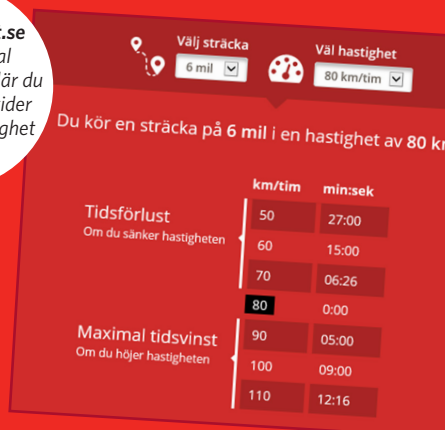 t.se
al
där du
ider
ghet
Välj sträcka
6 mil
Väl hastighet
80 km/tim
Du kör en sträcka på 6 mil i en hastighet av 80 km
km/tim min:sek
Tidsförlust
Om du sänker hastigheten
50 27:00
60 15:00
70 06:26
80 0:00
Maximal tidsvinst
Om du höjer hastigheten
90 05:00
100 09:00
110 12:16